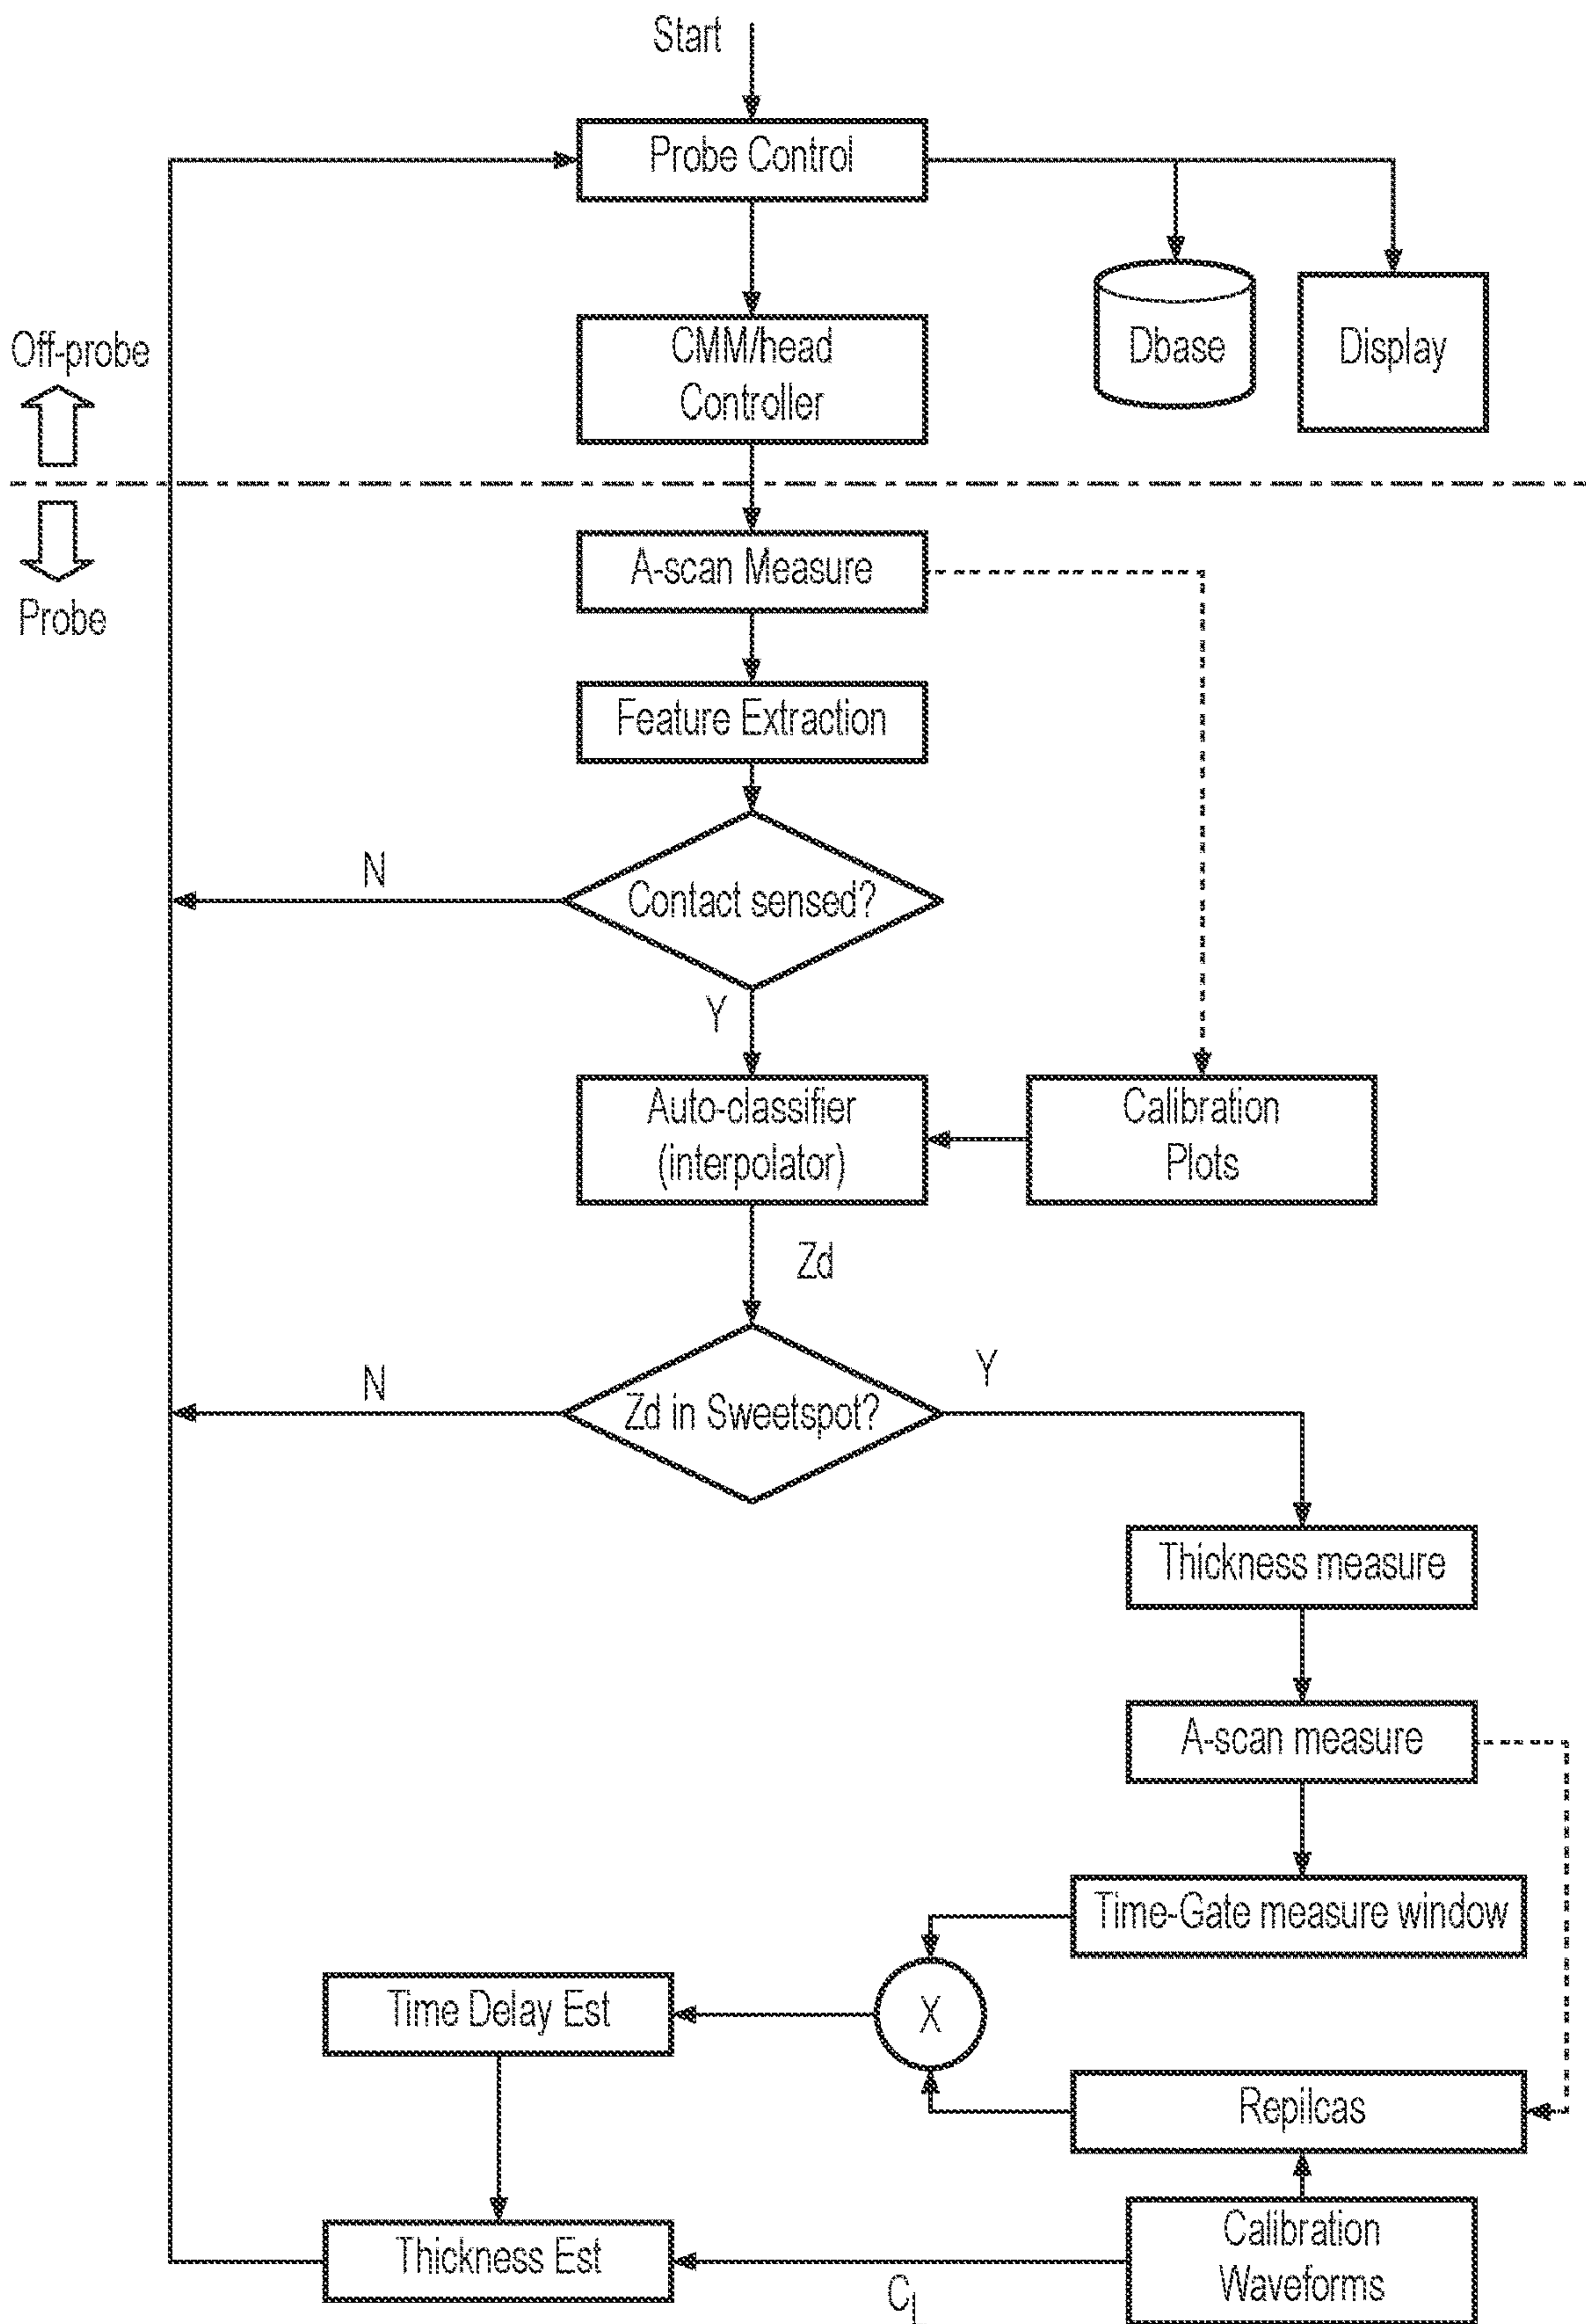 Start
Probe Control
Off-probe
CMM/head
Controller
Dbase
Display
Probe
A-scan Measure
Feature Extraction
N
Contact sensed?
Y
Auto-classifier
(interpolator)
Calibration
Plots
Zd
N
Zd in Sweetspot?
Y
Thickness measure
A-scan measure
Time-Gate measure window
Time Delay Est
X
Repilcas
Thickness Est
CL
Calibration
Waveforms